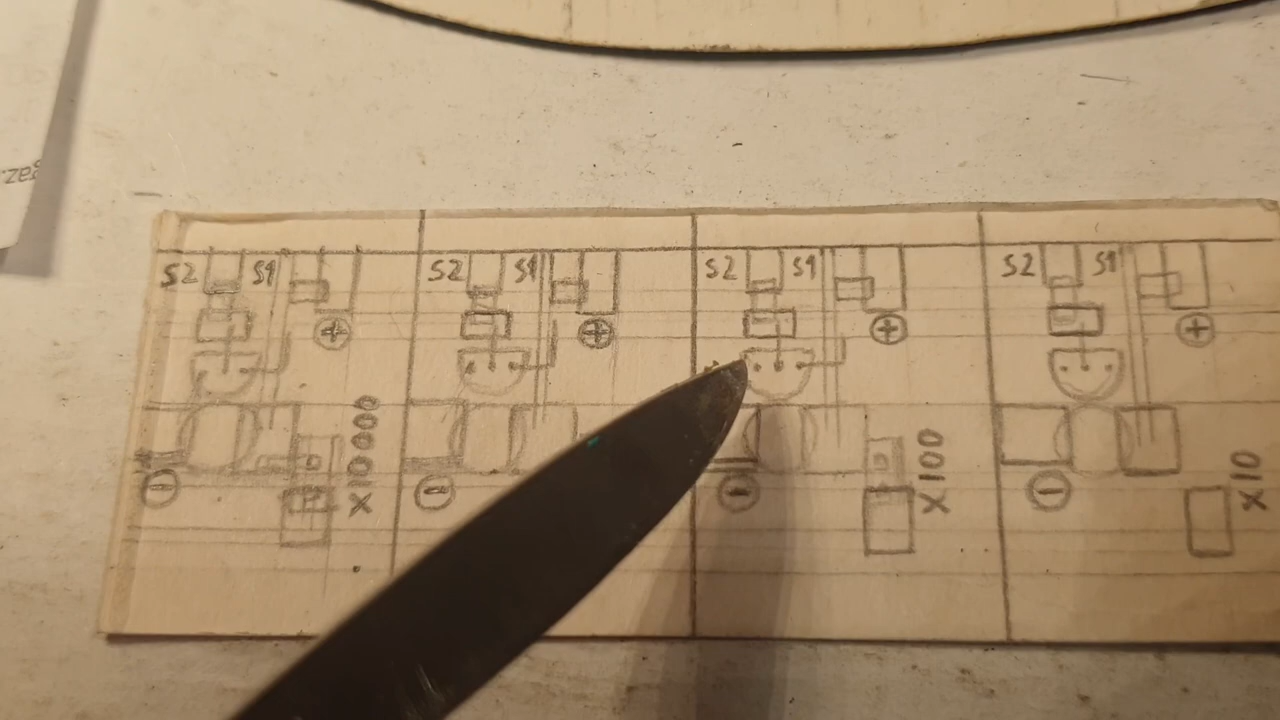 S2 S1 S2 S1 S2 S1 S2 S1
+ + + +
X10000 X100 X10
- - - -